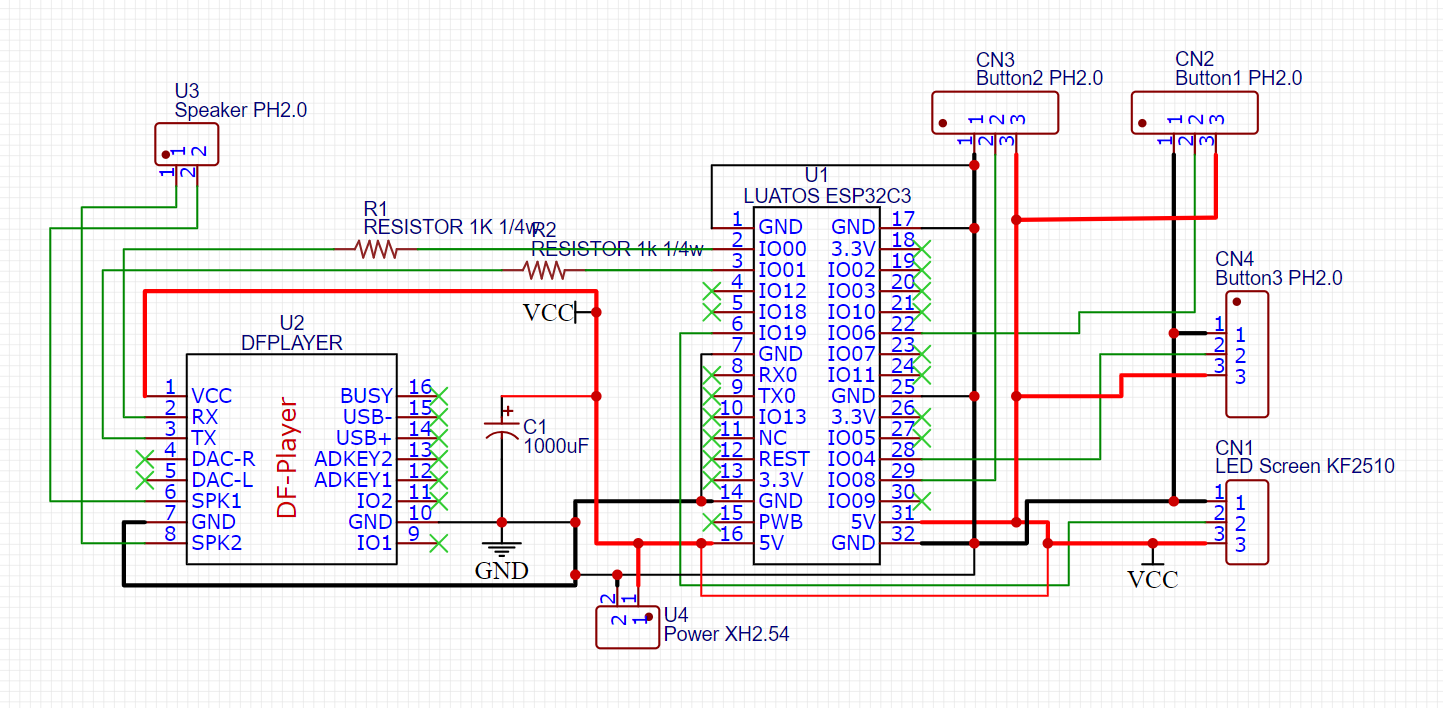 CN3
Button2 PH2.0
1 2 3
1 2 3
CN2
Button1 PH2.0
1 2 3
1 2 3
U3
Speaker PH2.0
1 2
1 2
R1
RESISTOR 1K 1/4w
R2
RESISTOR 1k 1/4w
U1
LUATOS ESP32C3
1 GND GND 17
2 IO00 3.3V 18
3 IO01 IO02 19
4 IO12 IO03 20
5 IO18 IO10 21
6 IO19 IO06 22
7 GND IO07 23
8 RX0 IO11 24
9 TX0 GND 25
10 IO13 3.3V 26
11 NC IO05 27
12 REST IO04 28
13 3.3V IO08 29
14 GND IO09 30
15 PWB 5V 31
16 5V GND 32
CN4
Button3 PH2.0
1 1
2 2
3 3
VCC
U2
DFPLAYER
DF-Player
1 VCC BUSY 16
2 RX USB- 15
3 TX USB+ 14
4 DAC-R ADKEY2 13
5 DAC-L ADKEY1 12
6 SPK1 IO2 11
7 GND GND 10
8 SPK2 IO1 9
+
C1
1000uF
GND
CN1
LED Screen KF2510
1 1
2 2
3 3
VCC
2 1
2 1
U4
Power XH2.54